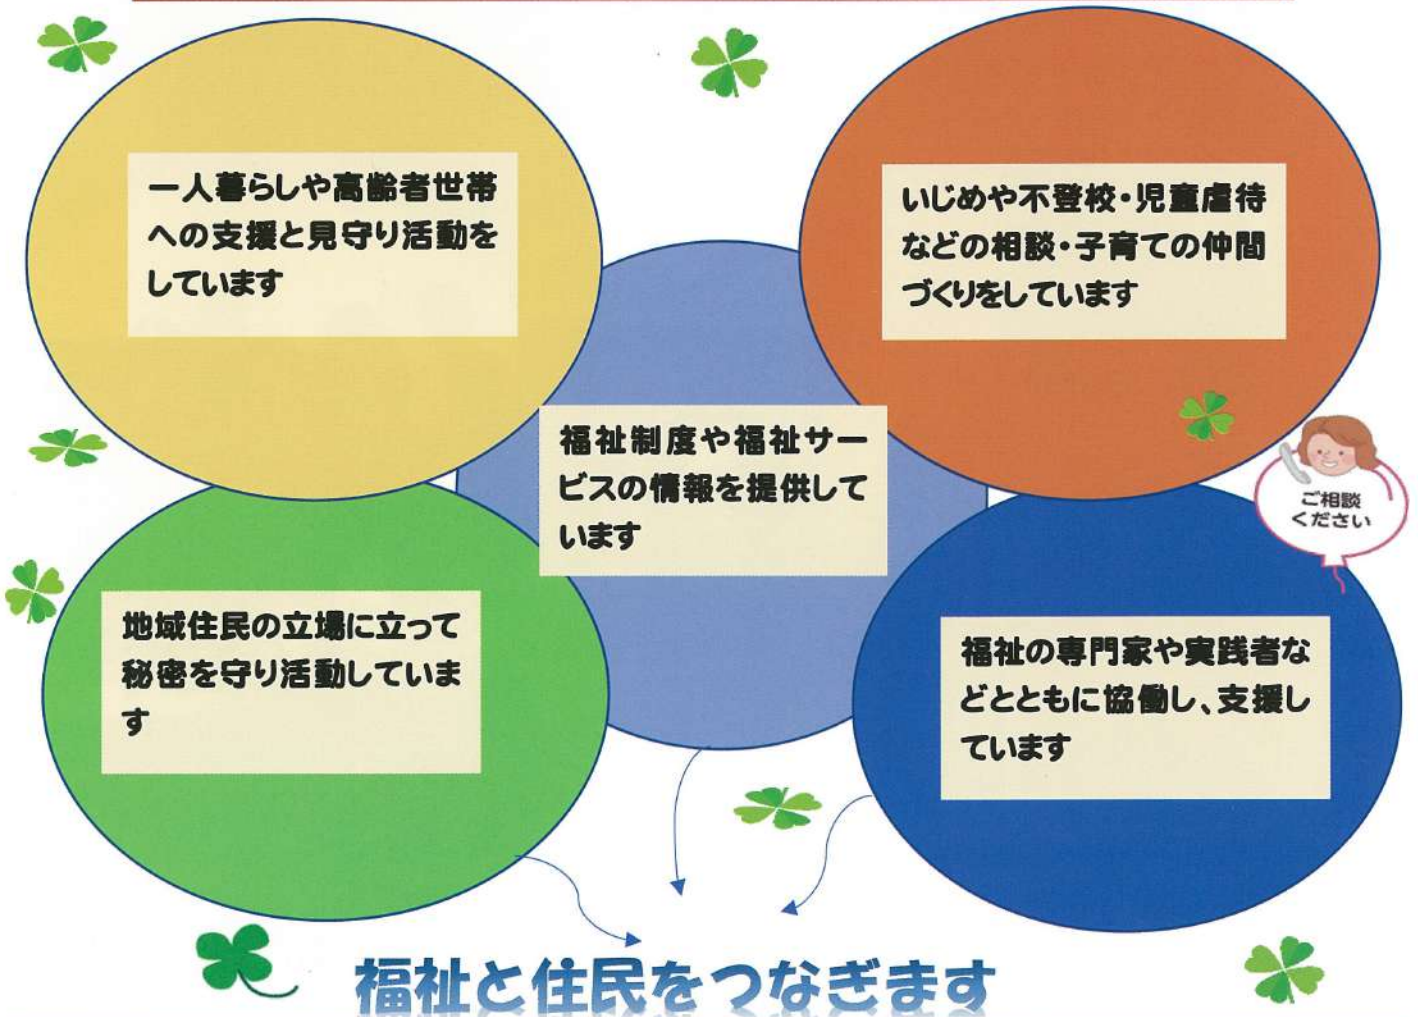 一人暮らしや高齢者世帯
への支援と見守り活動を
しています
いじめや不登校・児童虐待
などの相談・子育ての仲間
づくりをしています
福祉制度や福祉サー
ビスの情報を提供して
います
ご相談
ください
地域住民の立場に立って
秘密を守り活動していま
す
福祉の専門家や実践者な
どとともに協働し、支援し
ています
福祉と住民をつなぎます